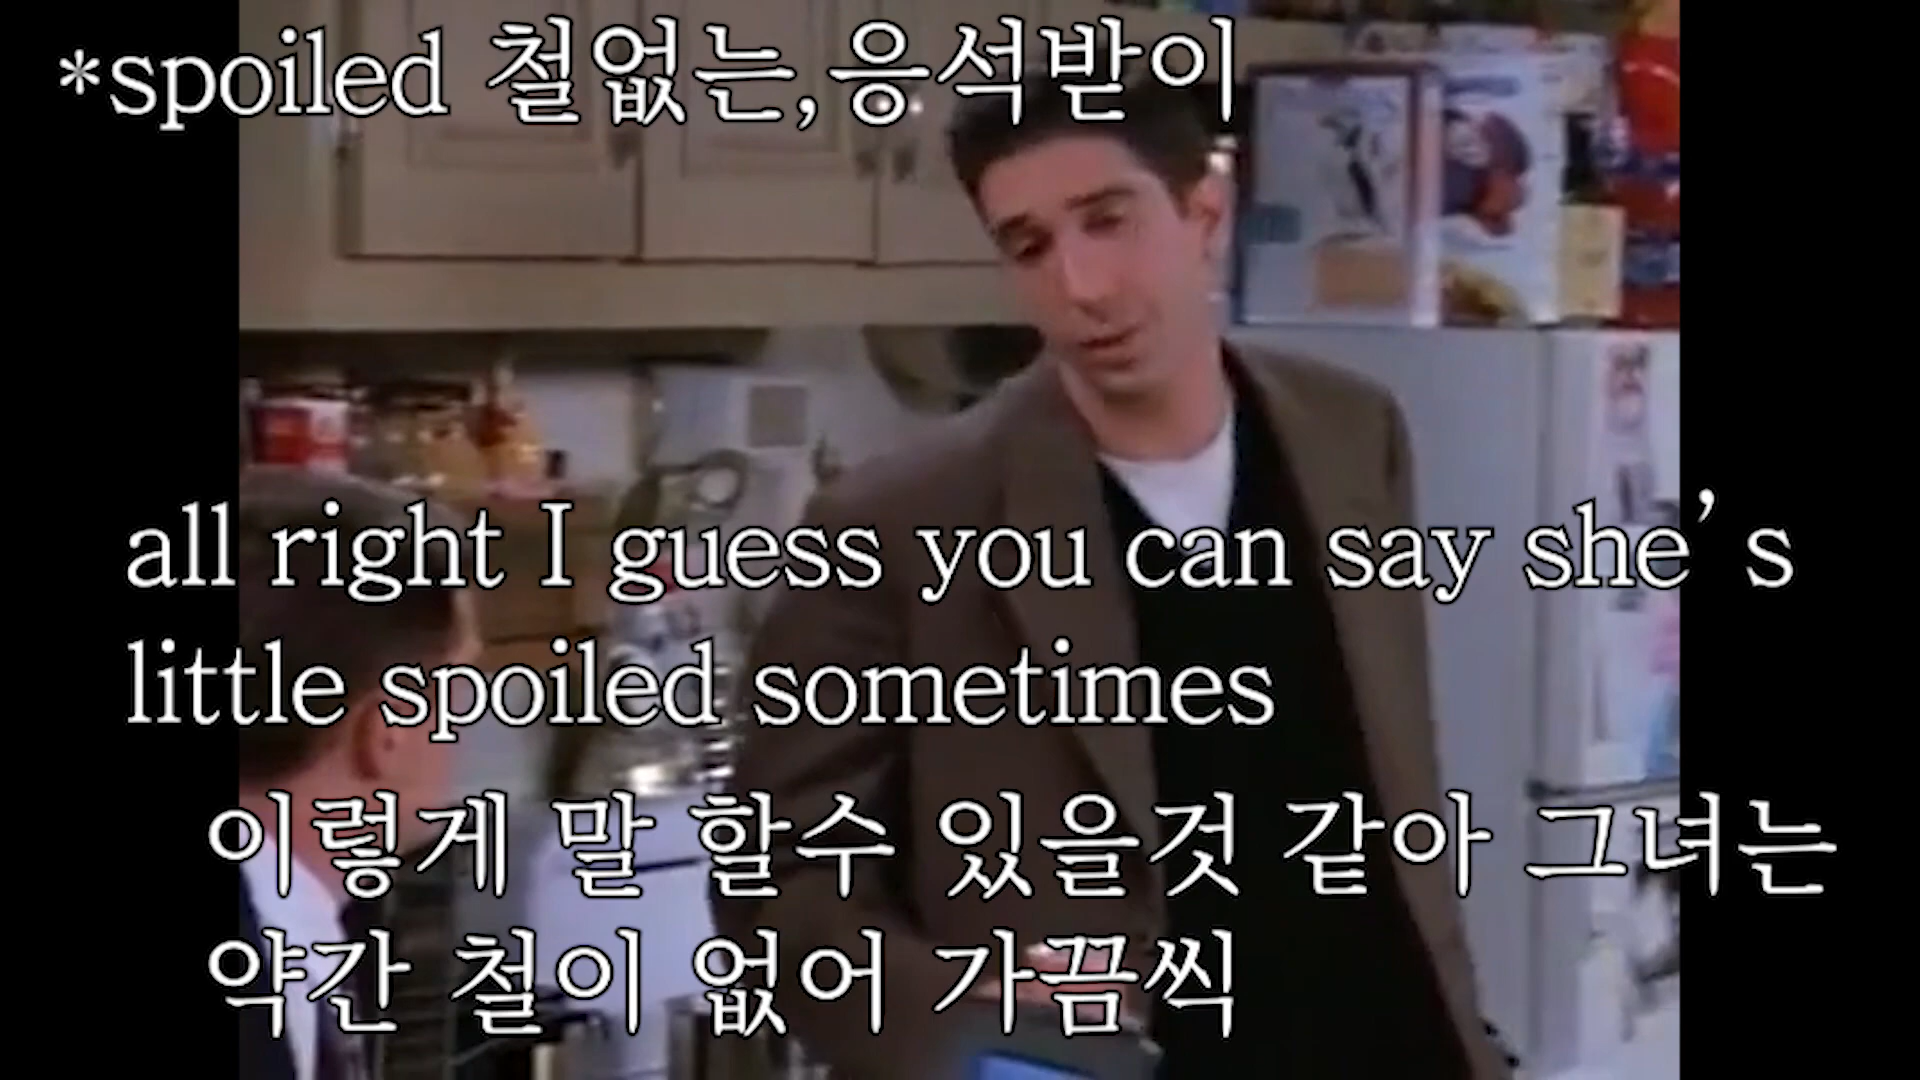 *spoiled 철없는,응석받이
all right I guess you can say she's
little spoiled sometimes
이렇게 말 할수 있을것 같아 그녀는
약간 철이 없어 가끔씩